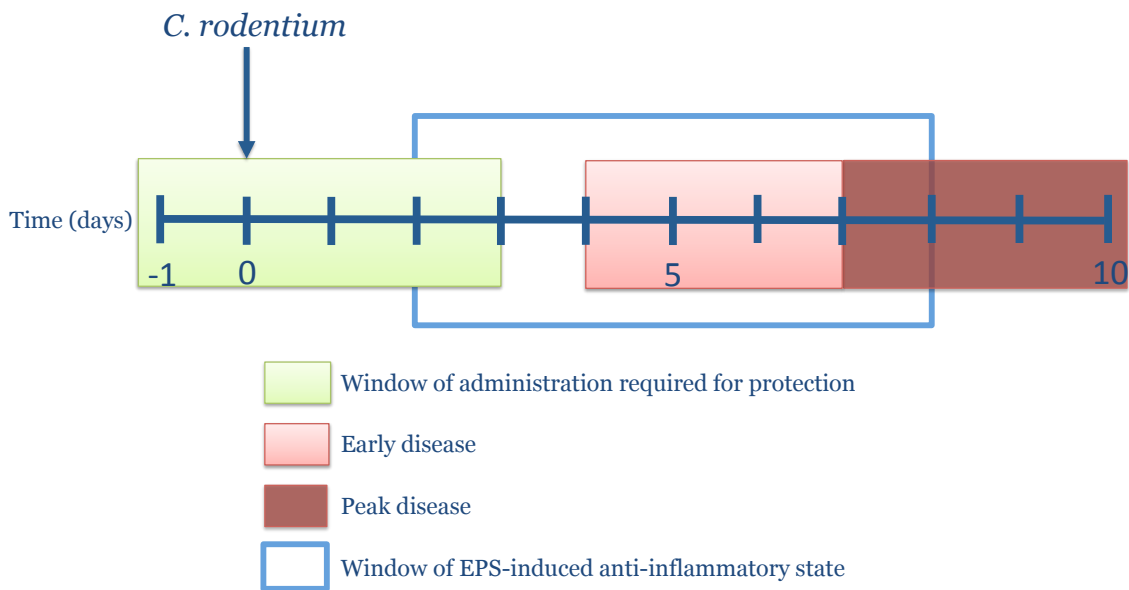 C. rodentium
Time (days)
-1 0 5 10
Window of administration required for protection
Early disease
Peak disease
Window of EPS-induced anti-inflammatory state